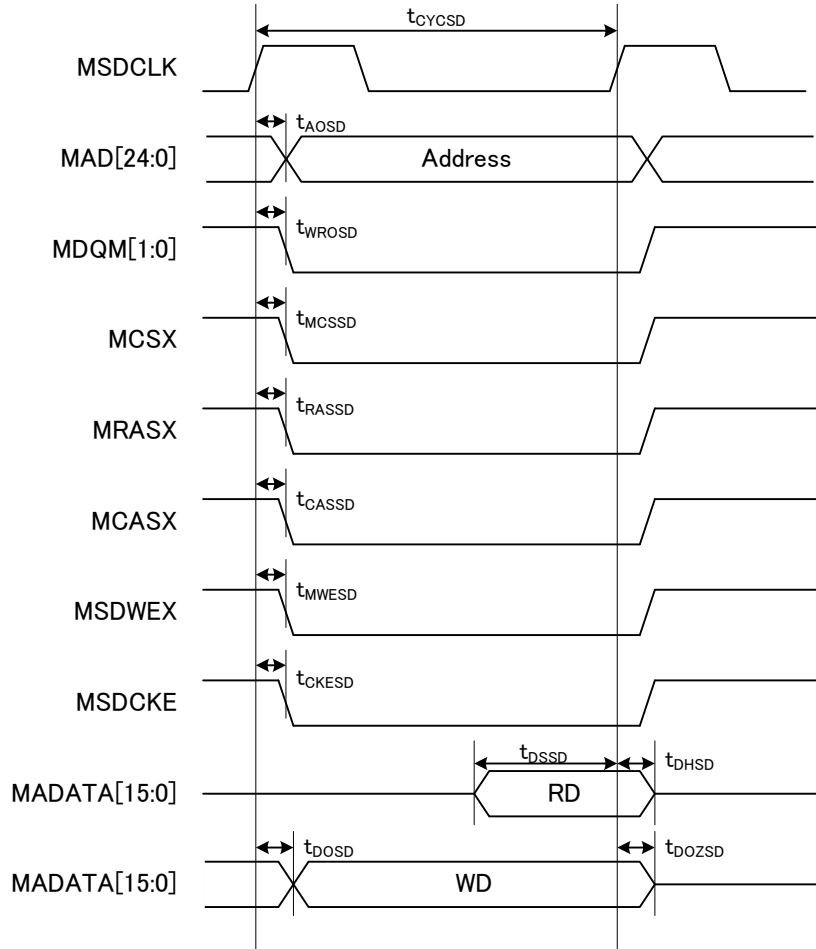 tCYCSD
MSDCLK
tAOSD
MAD[24:0]
Address
tWROSD
MDQM[1:0]
tMCSSD
MCSX
tRASSD
MRASX
tCASSD
MCASX
tMWESD
MSDWEX
tCKESD
MSDCKE
tDSSD
tDHSD
MADATA[15:0]
RD
tDOSD
tDOZSD
MADATA[15:0]
WD